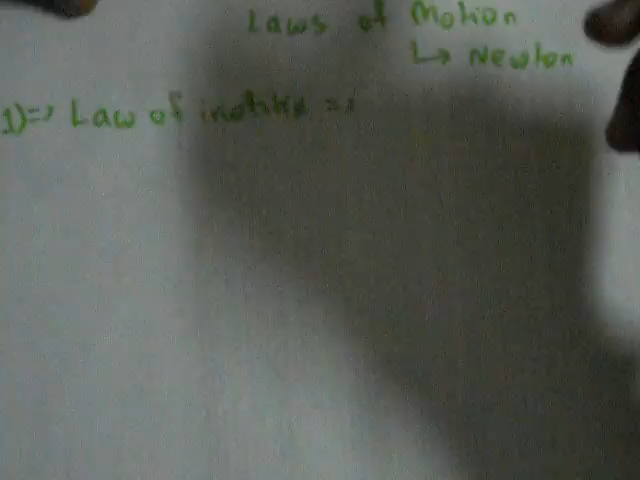 Laws of Motion
↳ Newton
1)=> Law of =>